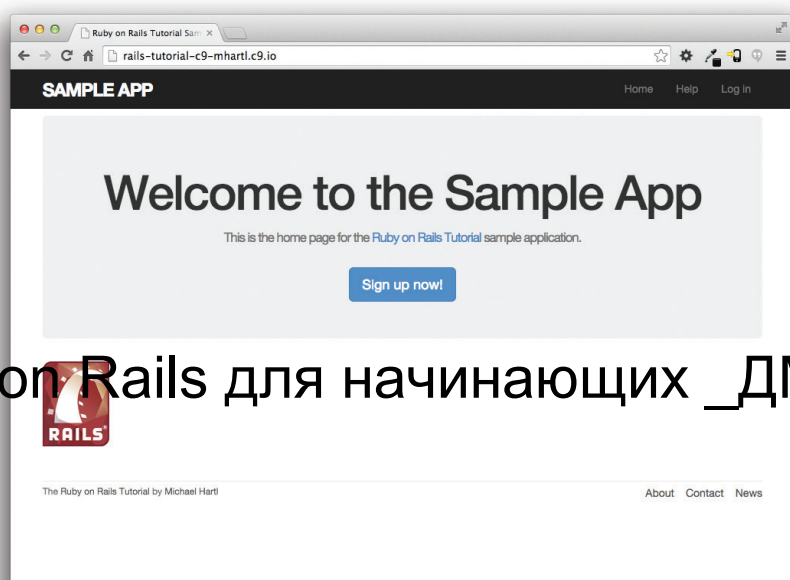 Ruby on Rails Tutorial Sam
rails-tutorial-c9-mhartl.c9.io
SAMPLE APP
Home Help Log in
Welcome to the Sample App
This is the home page for the Ruby on Rails Tutorial sample application.
Sign up now!
on Rails для начинающих _Д
RAILS
The Ruby on Rails Tutorial by Michael Hartl
About Contact News